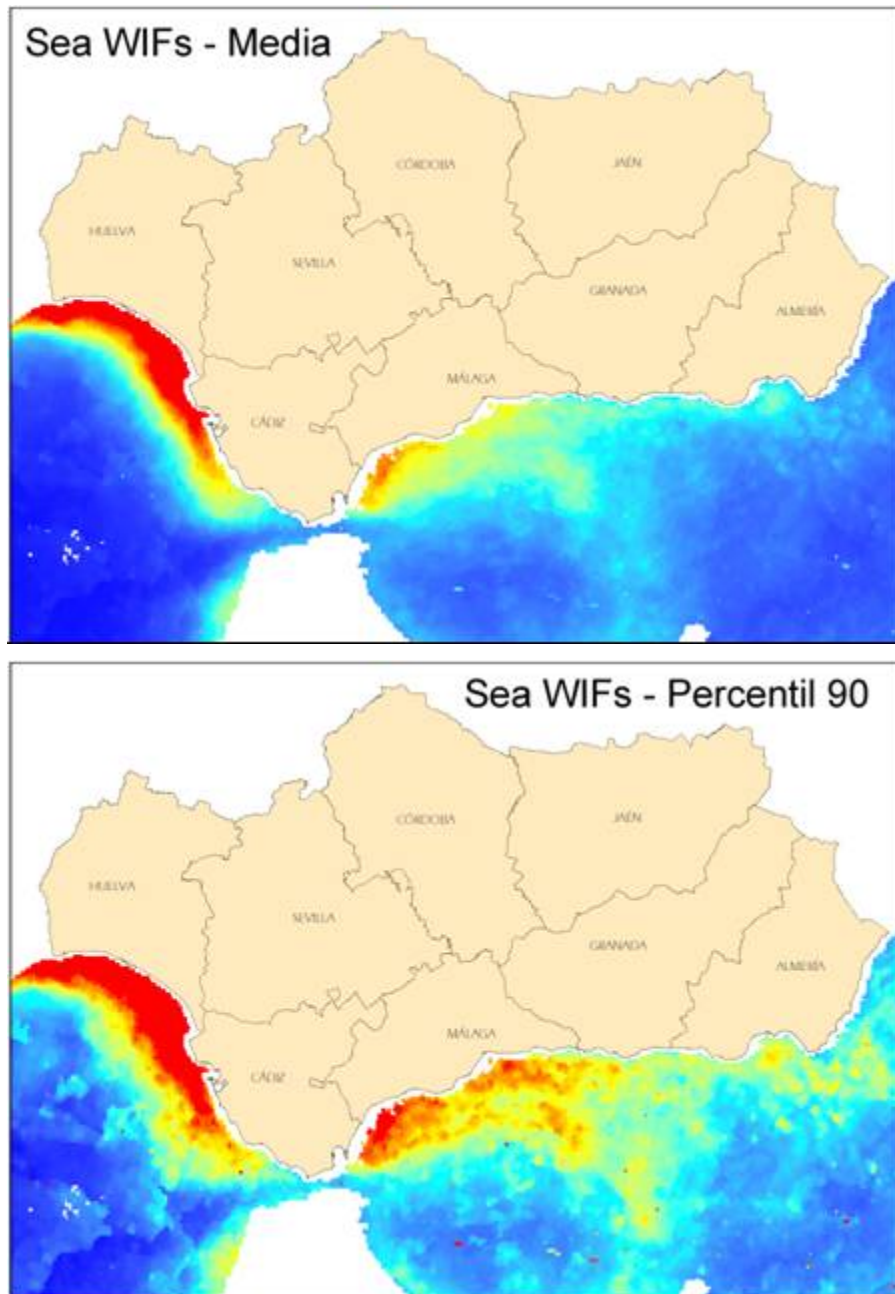 Sea WIFs - Media
CÓRDOBA
JAÉN
HUELVA
SEVILLA
GRANADA
ALMERÍA
MÁLAGA
CÁDIZ
Sea WIFs - Percentil 90
CÓRDOBA
JAÉN
HUELVA
SEVILLA
GRANADA
ALMERÍA
MÁLAGA
CÁDIZ